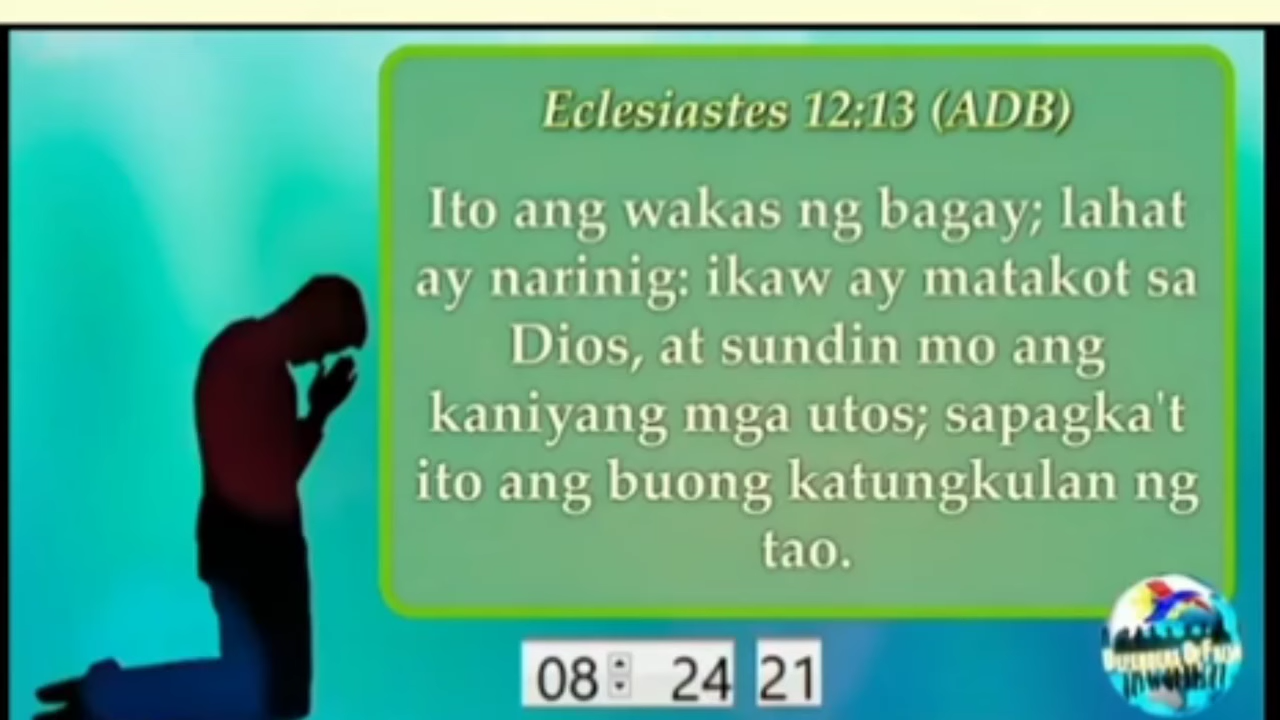 Eclesiastes 12:13 (ADB)
Ito ang wakas ng bagay; lahat
ay narinig: ikaw ay matakot sa
Dios, at sundin mo ang
kaniyang mga utos; sapagka't
ito ang buong katungkulan ng
tao.
08 24 21